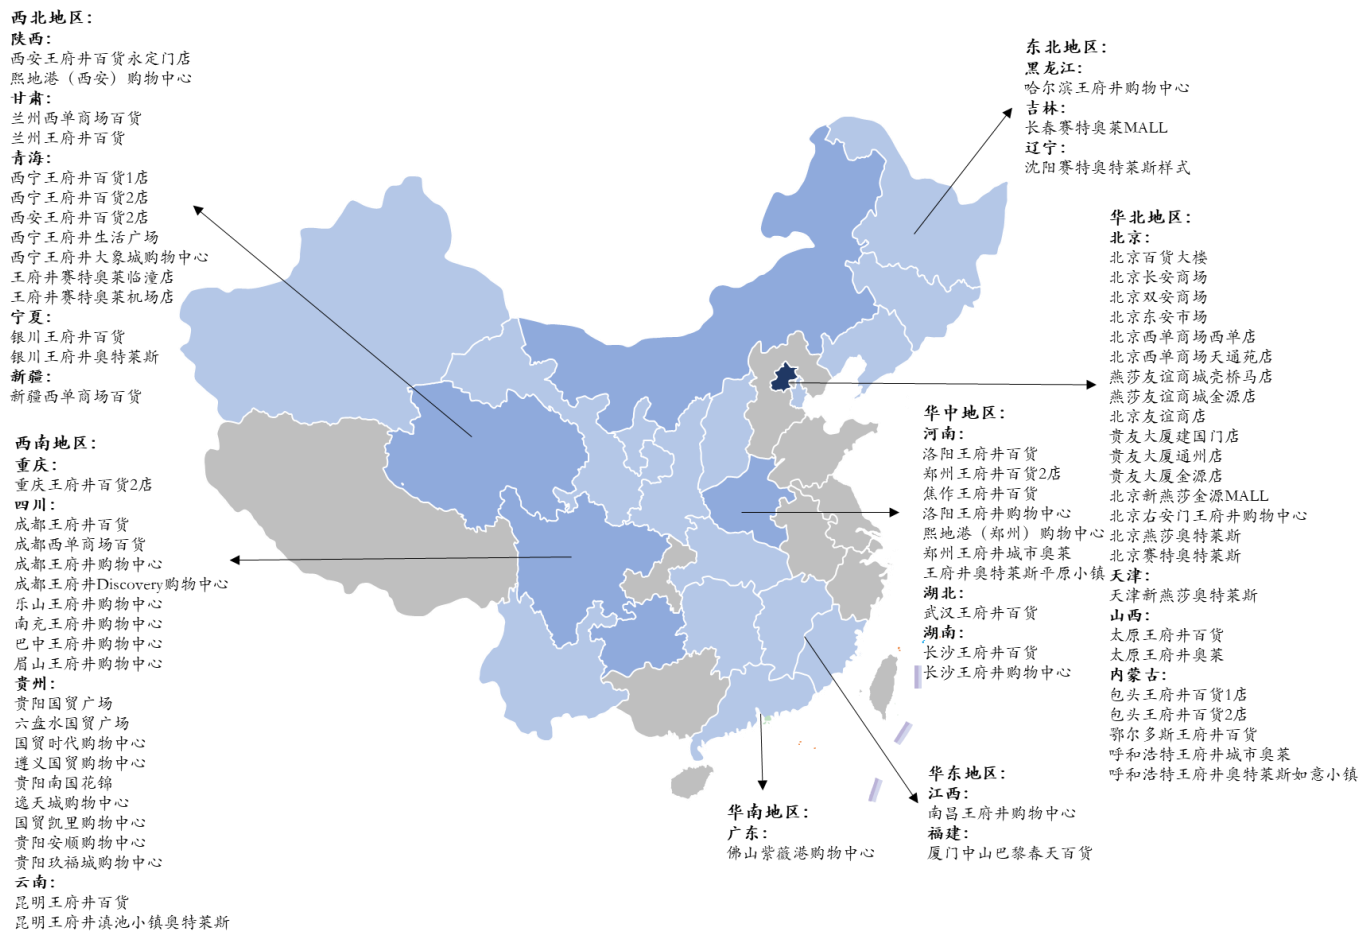 西北地区：
陕西：
西安王府井百货永定门店
熙地港（西安）购物中心
甘肃：
兰州西单商场百货
兰州王府井百货
青海：
西宁王府井百货1店
西宁王府井百货2店
西安王府井百货2店
西宁王府井生活广场
西宁王府井大象城购物中心
王府井赛特奥莱临潼店
王府井赛特奥莱机场店
宁夏：
银川王府井百货
银川王府井奥特莱斯
新疆：
新疆西单商场百货
西南地区：
重庆：
重庆王府井百货2店
四川：
成都王府井百货
成都西单商场百货
成都王府井购物中心
成都王府井Discovery购物中心
乐山王府井购物中心
南充王府井购物中心
巴中王府井购物中心
眉山王府井购物中心
贵州：
贵阳国贸广场
六盘水国贸广场
国贸时代购物中心
遵义国贸购物中心
贵阳南国花锦
逸天城购物中心
国贸凯里购物中心
贵阳安顺购物中心
贵阳玖福城购物中心
云南：
昆明王府井百货
昆明王府井滇池小镇奥特莱斯
东北地区：
黑龙江：
哈尔滨王府井购物中心
吉林：
长春赛特奥莱MALL
辽宁：
沈阳赛特奥特莱斯样式
华北地区：
北京：
北京百货大楼
北京长安商场
北京双安商场
北京东安市场
北京西单商场西单店
北京西单商场天通苑店
燕莎友谊商城亮桥马店
燕莎友谊商城金源店
北京友谊商店
贵友大厦建国门店
贵友大厦通州店
贵友大厦金源店
北京新燕莎金源MALL
北京右安门王府井购物中心
北京燕莎奥特莱斯
北京赛特奥特莱斯
天津：
天津新燕莎奥特莱斯
山西：
太原王府井百货
太原王府井奥莱
内蒙古：
包头王府井百货1店
包头王府井百货2店
鄂尔多斯王府井百货
呼和浩特王府井城市奥莱
呼和浩特王府井奥特莱斯如意小镇
华中地区：
河南：
洛阳王府井百货
郑州王府井百货2店
焦作王府井百货
洛阳王府井购物中心
熙地港（郑州）购物中心
郑州王府井城市奥莱
王府井奥特莱斯平原小镇
湖北：
武汉王府井百货
湖南：
长沙王府井百货
长沙王府井购物中心
华南地区：
广东：
佛山紫薇港购物中心
华东地区：
江西：
南昌王府井购物中心
福建：
厦门中山巴黎春天百货